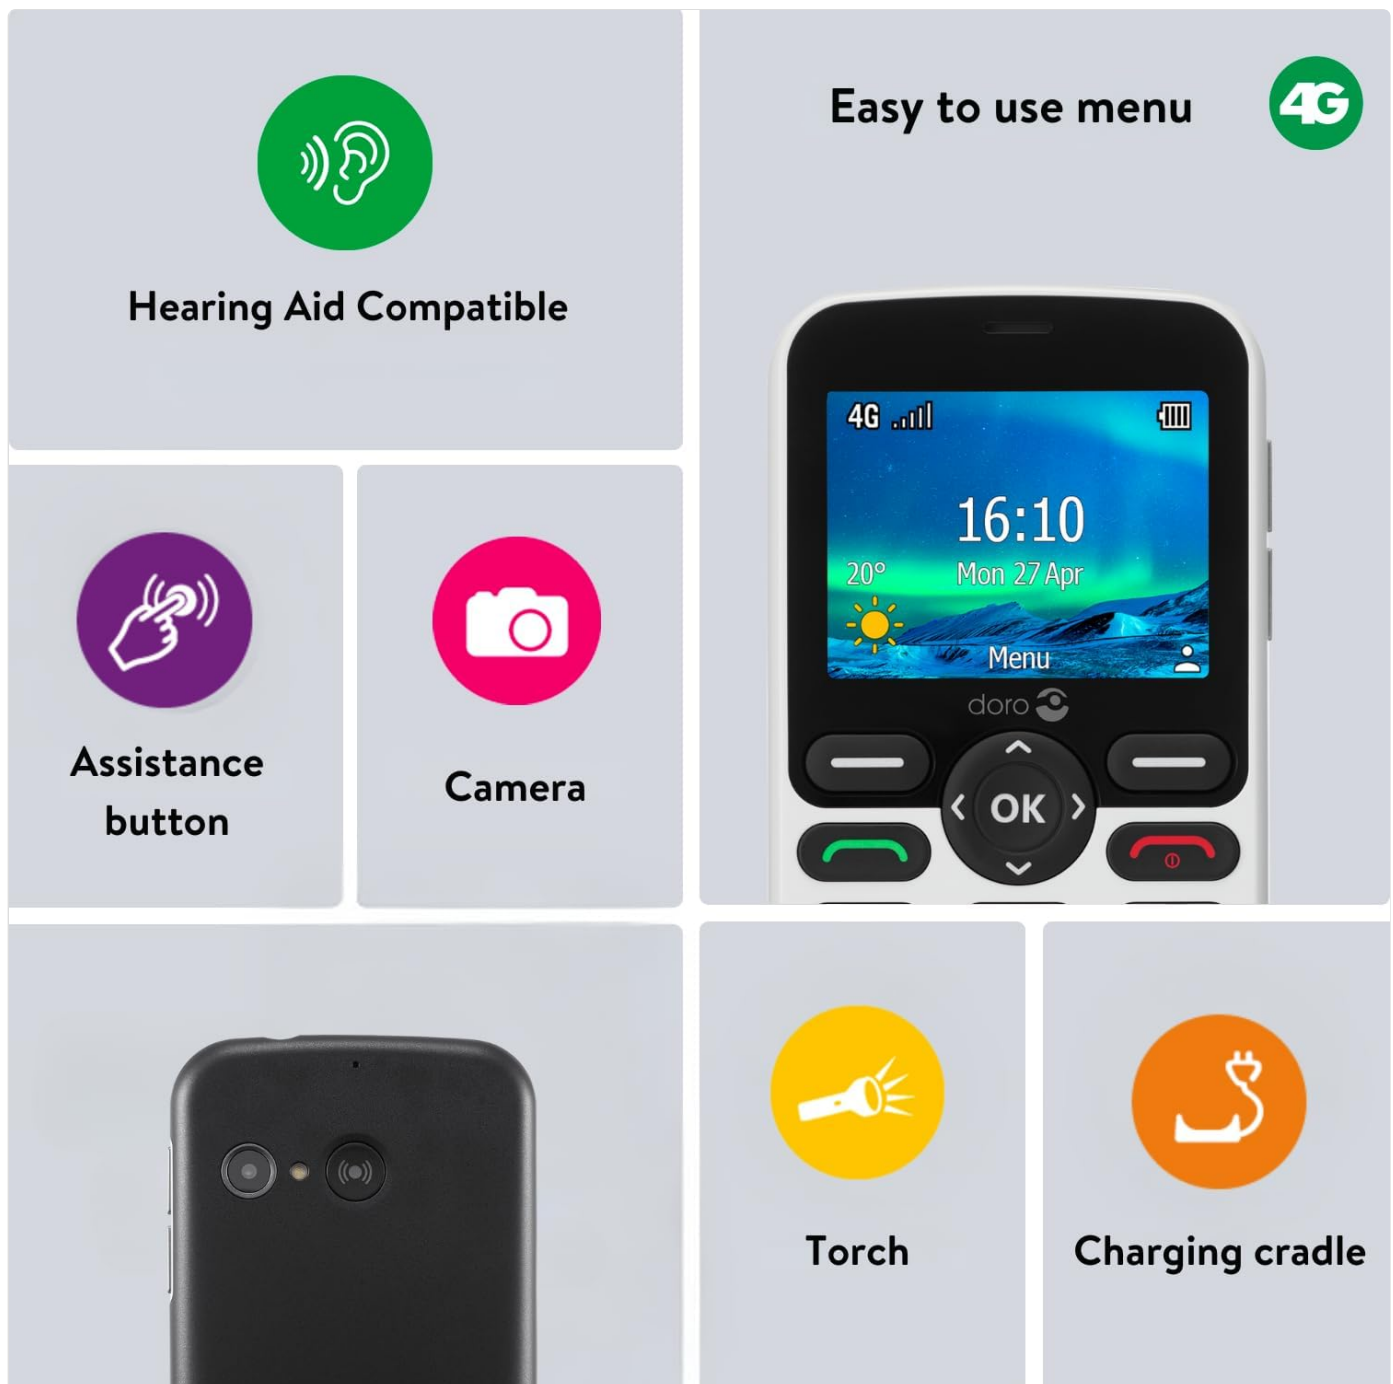 Hearing Aid Compatible
Easy to use menu
4G
4G
16:10
20°
Mon 27 Apr
Menu
doro
OK
Assistance
button
Camera
Torch
Charging cradle